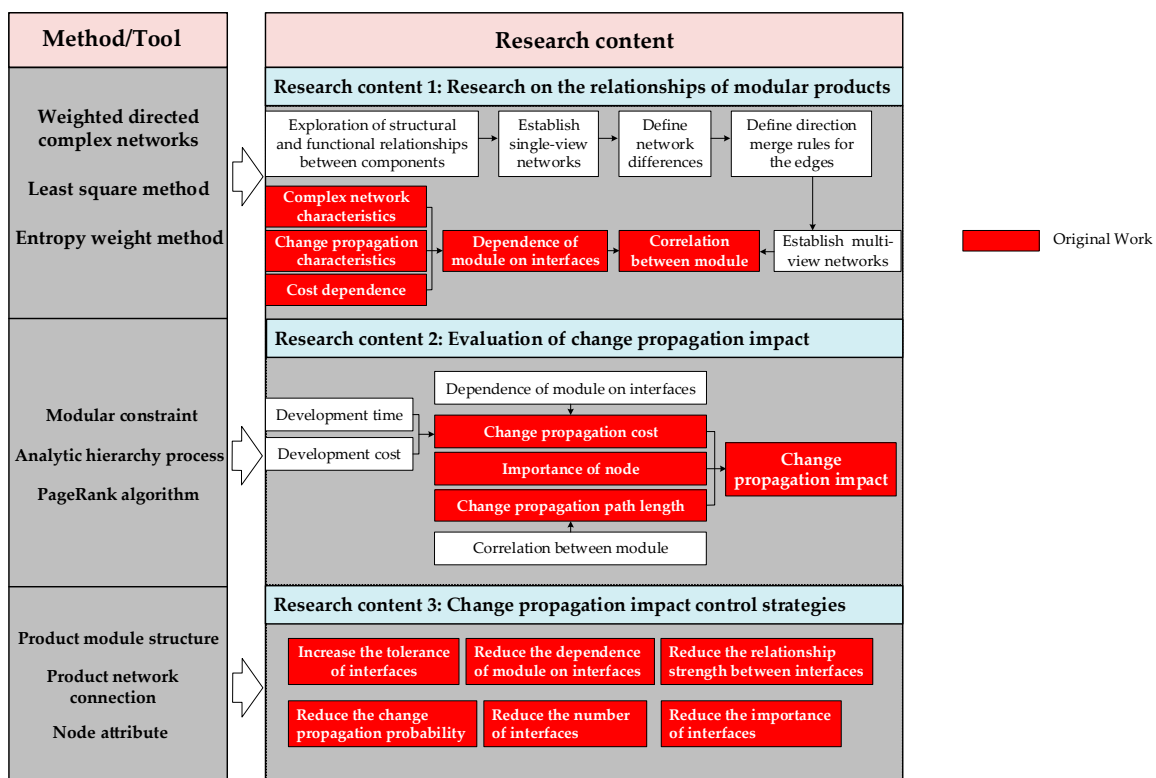 Method/Tool
Research content
Weighted directed
complex networks
Least square method
Entropy weight method
Research content 1: Research on the relationships of modular products
Exploration of structural
and functional relationships
between components
Establish
single-view
networks
Define
network
differences
Define direction
merge rules for
the edges
Complex network
characteristics
Change propagation
characteristics
Cost dependence
Dependence of
module on interfaces
Correlation
between module
Establish multi-
view networks
Original Work
Modular constraint
Analytic hierarchy process
PageRank algorithm
Research content 2: Evaluation of change propagation impact
Dependence of module on interfaces
Development time
Development cost
Change propagation cost
Importance of node
Change propagation path length
Correlation between module
Change
propagation impact
Product module structure
Product network
connection
Node attribute
Research content 3: Change propagation impact control strategies
Increase the tolerance
of interfaces
Reduce the dependence
of module on interfaces
Reduce the relationship
strength between interfaces
Reduce the change
propagation probability
Reduce the number
of interfaces
Reduce the importance
of interfaces